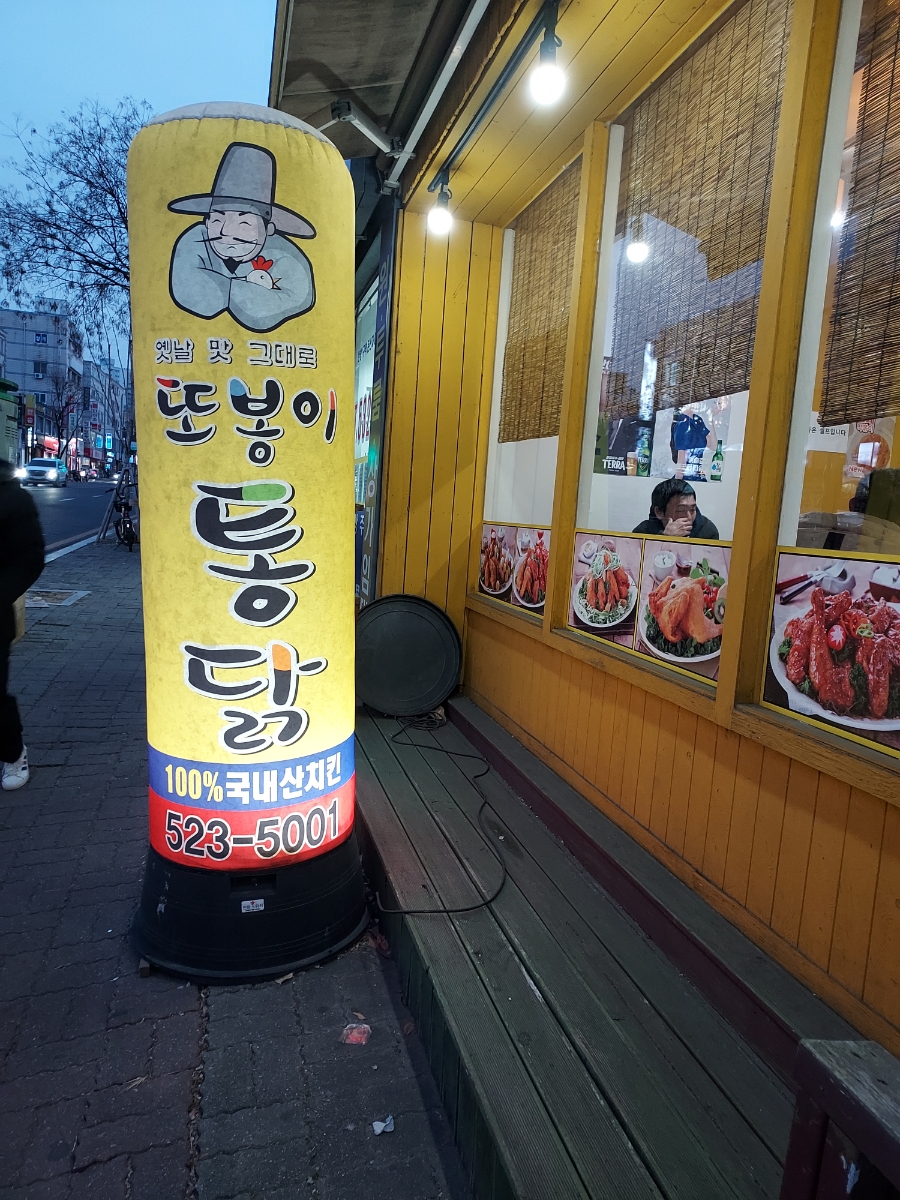 옛날 맛 그대로
또봉이
통
닭
100%국내산치킨
523-5001
TERRA